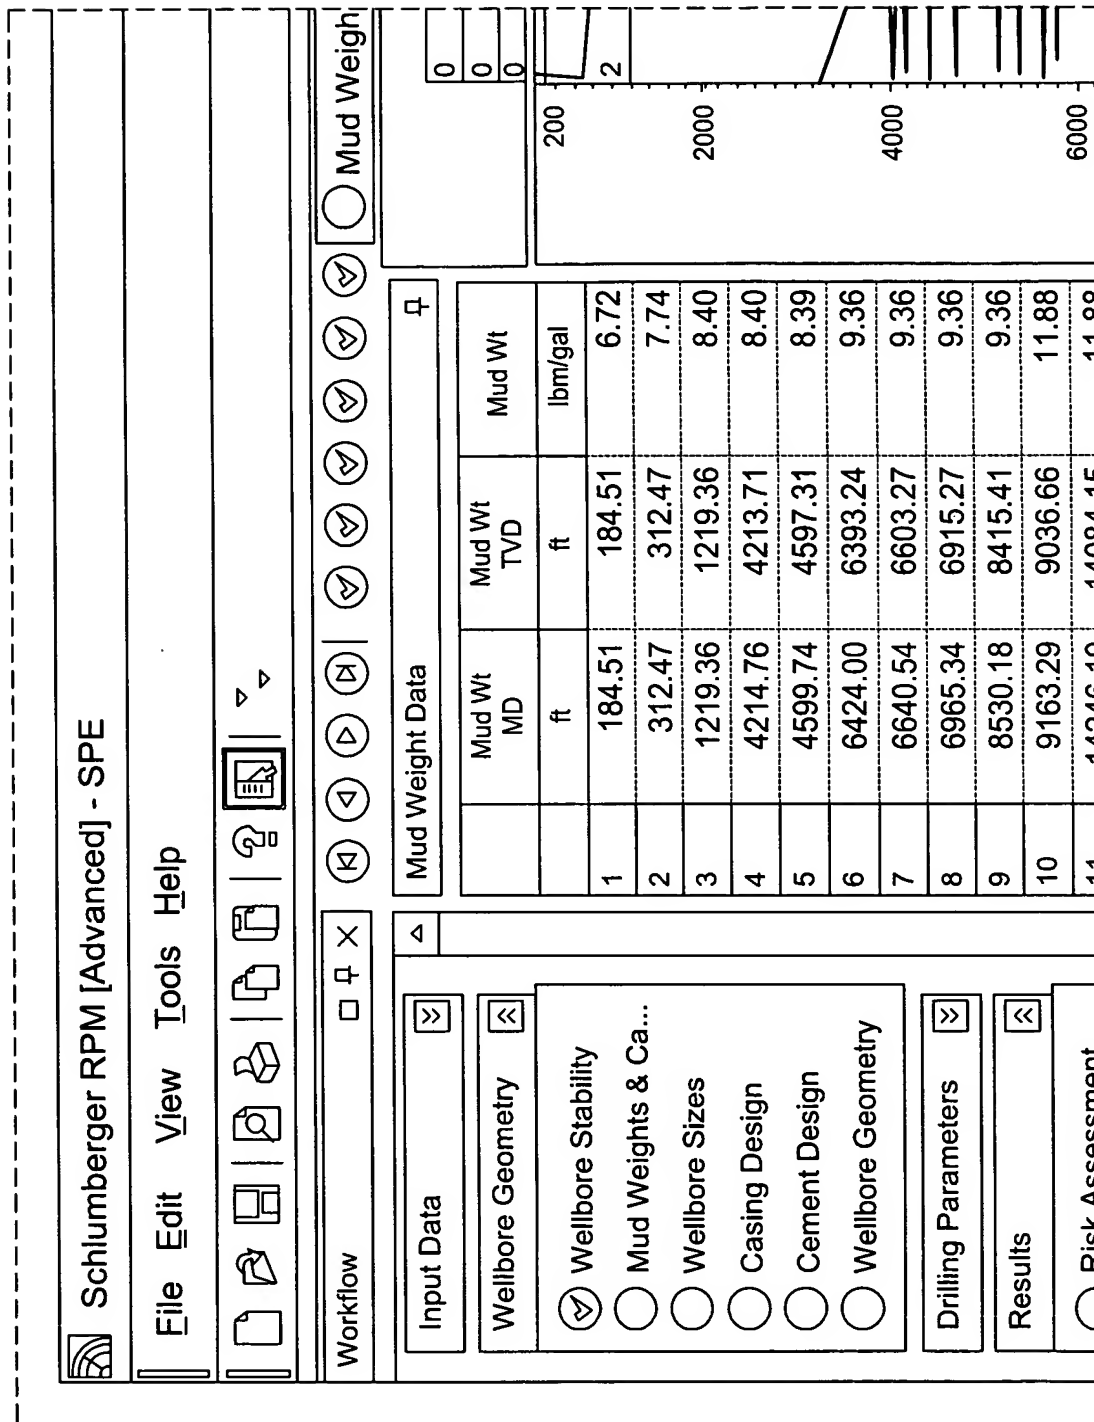 Schlumberger RPM [Advanced] - SPE
File Edit View Tools Help
Workflow
Mud Weigh
Input Data
Wellbore Geometry
Wellbore Stability
Mud Weights & Ca...
Wellbore Sizes
Casing Design
Cement Design
Wellbore Geometry
Drilling Parameters
Results
Risk Assessment
Mud Weight Data
Mud Wt MD Mud Wt TVD Mud Wt
ft ft lbm/gal
1 184.51 184.51 6.72
2 312.47 312.47 7.74
3 1219.36 1219.36 8.40
4 4214.76 4213.71 8.40
5 4599.74 4597.31 8.39
6 6424.00 6393.24 9.36
7 6640.54 6603.27 9.36
8 6965.34 6915.27 9.36
9 8530.18 8415.41 9.36
10 9163.29 9036.66 11.88
11 11.88
0
0
0
2
200
2000
4000
6000